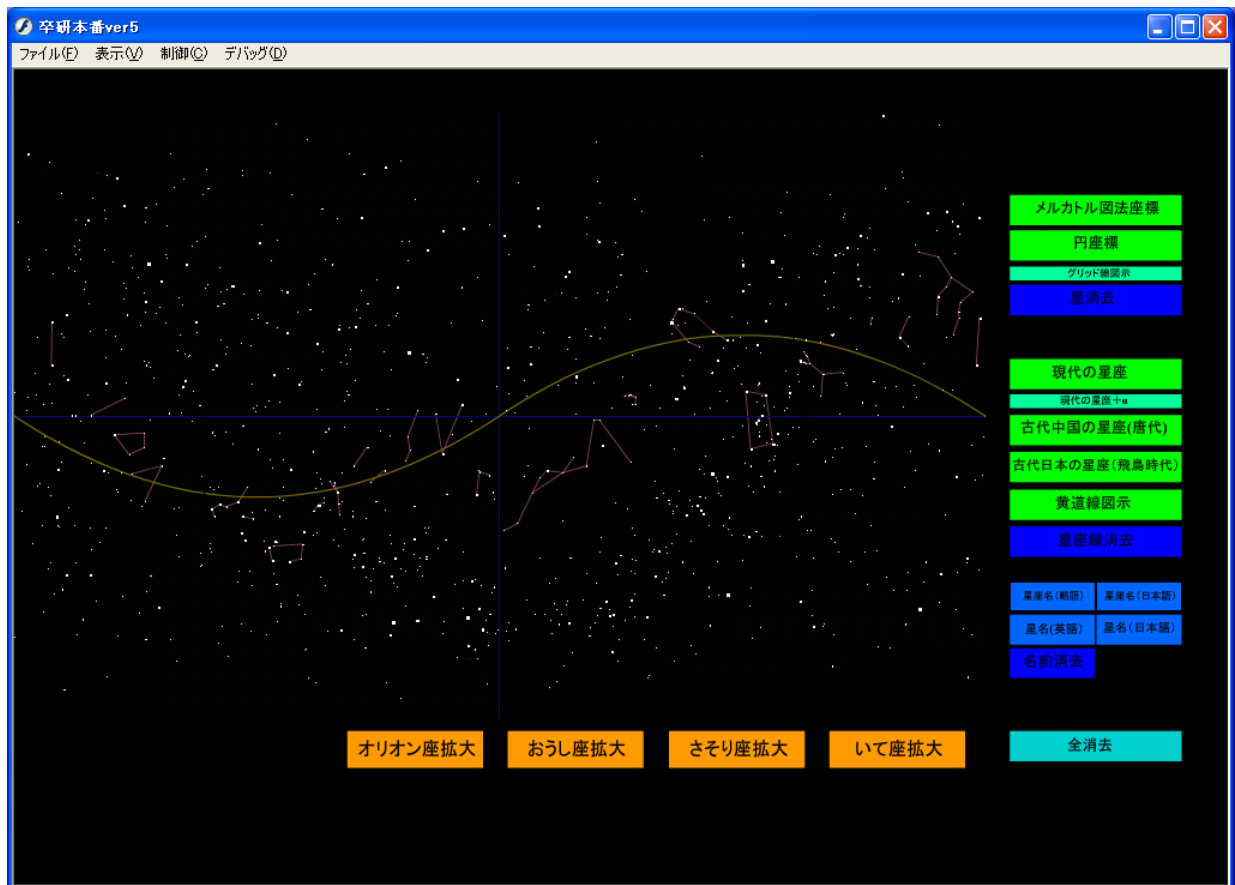 卒研本番ver5
ファイル(F) 表示(V) 制御(C) デバッグ(D)
メルカトル図法座標
円座標
グリッド線図示
星消去
現代の星座
現代の星座+α
古代中国の星座(唐代)
古代日本の星座(飛鳥時代)
黄道線図示
星座線消去
星座名(略語) 星座名(日本語)
星名(英語) 星名(日本語)
名前消去
オリオン座拡大 おうし座拡大 さそり座拡大 いて座拡大 全消去